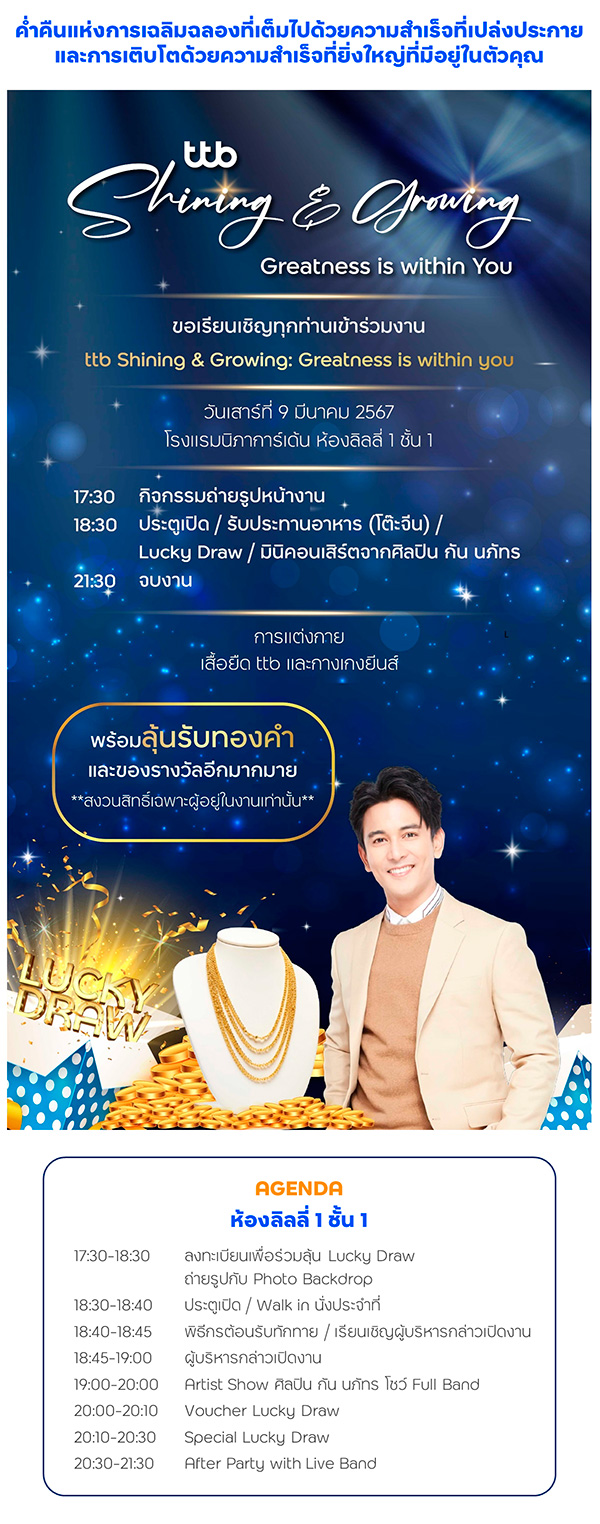 ค่ำคืนแห่งการเฉลิมฉลองที่เต็มไปด้วยความสำเร็จที่เปล่งประกาย
และการเติบโตด้วยความสำเร็จที่ยิ่งใหญ่ที่มีอยู่ในตัวคุณ
ttb
Shining & Growing
Greatness is within You
ขอเรียนเชิญทุกท่านเข้าร่วมงาน
ttb Shining & Growing: Greatness is within you
วันเสาร์ที่ 9 มีนาคม 2567
โรงแรมนิภาการ์เด้น ห้องลิลลี่ 1 ชั้น 1
17:30 กิจกรรมถ่ายรูปหน้างาน
18:30 ประตูเปิด / รับประทานอาหาร (โต๊ะจีน) /
Lucky Draw / มินิคอนเสิร์ตจากศิลปิน กัน นภัทร
21:30 จบงาน
การแต่งกาย
เสื้อยืด ttb และกางเกงยีนส์
พร้อมลุ้นรับทองคำ
และของรางวัลอีกมากมาย
**สงวนสิทธิ์เฉพาะผู้อยู่ในงานเท่านั้น**
LUCKY
DRAW
AGENDA
ห้องลิลลี่ 1 ชั้น 1
17:30-18:30 ลงทะเบียนเพื่อร่วมลุ้น Lucky Draw
ถ่ายรูปกับ Photo Backdrop
18:30-18:40 ประตูเปิด / Walk in นั่งประจำที่
18:40-18:45 พิธีกรต้อนรับทักทาย / เรียนเชิญผู้บริหารกล่าวเปิดงาน
18:45-19:00 ผู้บริหารกล่าวเปิดงาน
19:00-20:00 Artist Show ศิลปิน กัน นภัทร โชว์ Full Band
20:00-20:10 Voucher Lucky Draw
20:10-20:30 Special Lucky Draw
20:30-21:30 After Party with Live Band